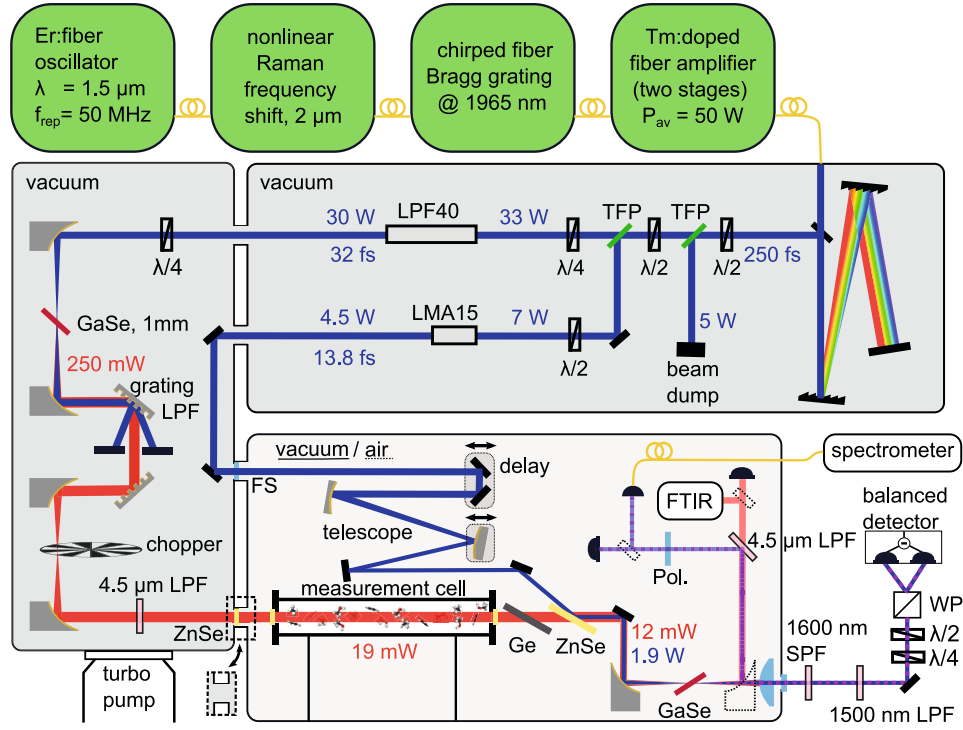 Er:fiber
oscillator
λ = 1.5 µm
f_rep = 50 MHz
nonlinear
Raman
frequency
shift, 2 µm
chirped fiber
Bragg grating
@ 1965 nm
Tm:doped
fiber amplifier
(two stages)
P_av = 50 W
vacuum
vacuum
30 W
LPF40
33 W
TFP
TFP
32 fs
λ/4
λ/4
λ/2
λ/2
250 fs
GaSe, 1mm
4.5 W
LMA15
7 W
5 W
250 mW
13.8 fs
λ/2
beam
dump
grating
LPF
vacuum / air
delay
spectrometer
FS
telescope
FTIR
balanced
detector
−
chopper
4.5 µm LPF
4.5 µm LPF
Pol.
measurement cell
WP
ZnSe
19 mW
Ge
ZnSe
12 mW
1.9 W
1600 nm
SPF
λ/2
λ/4
turbo
pump
GaSe
1500 nm LPF